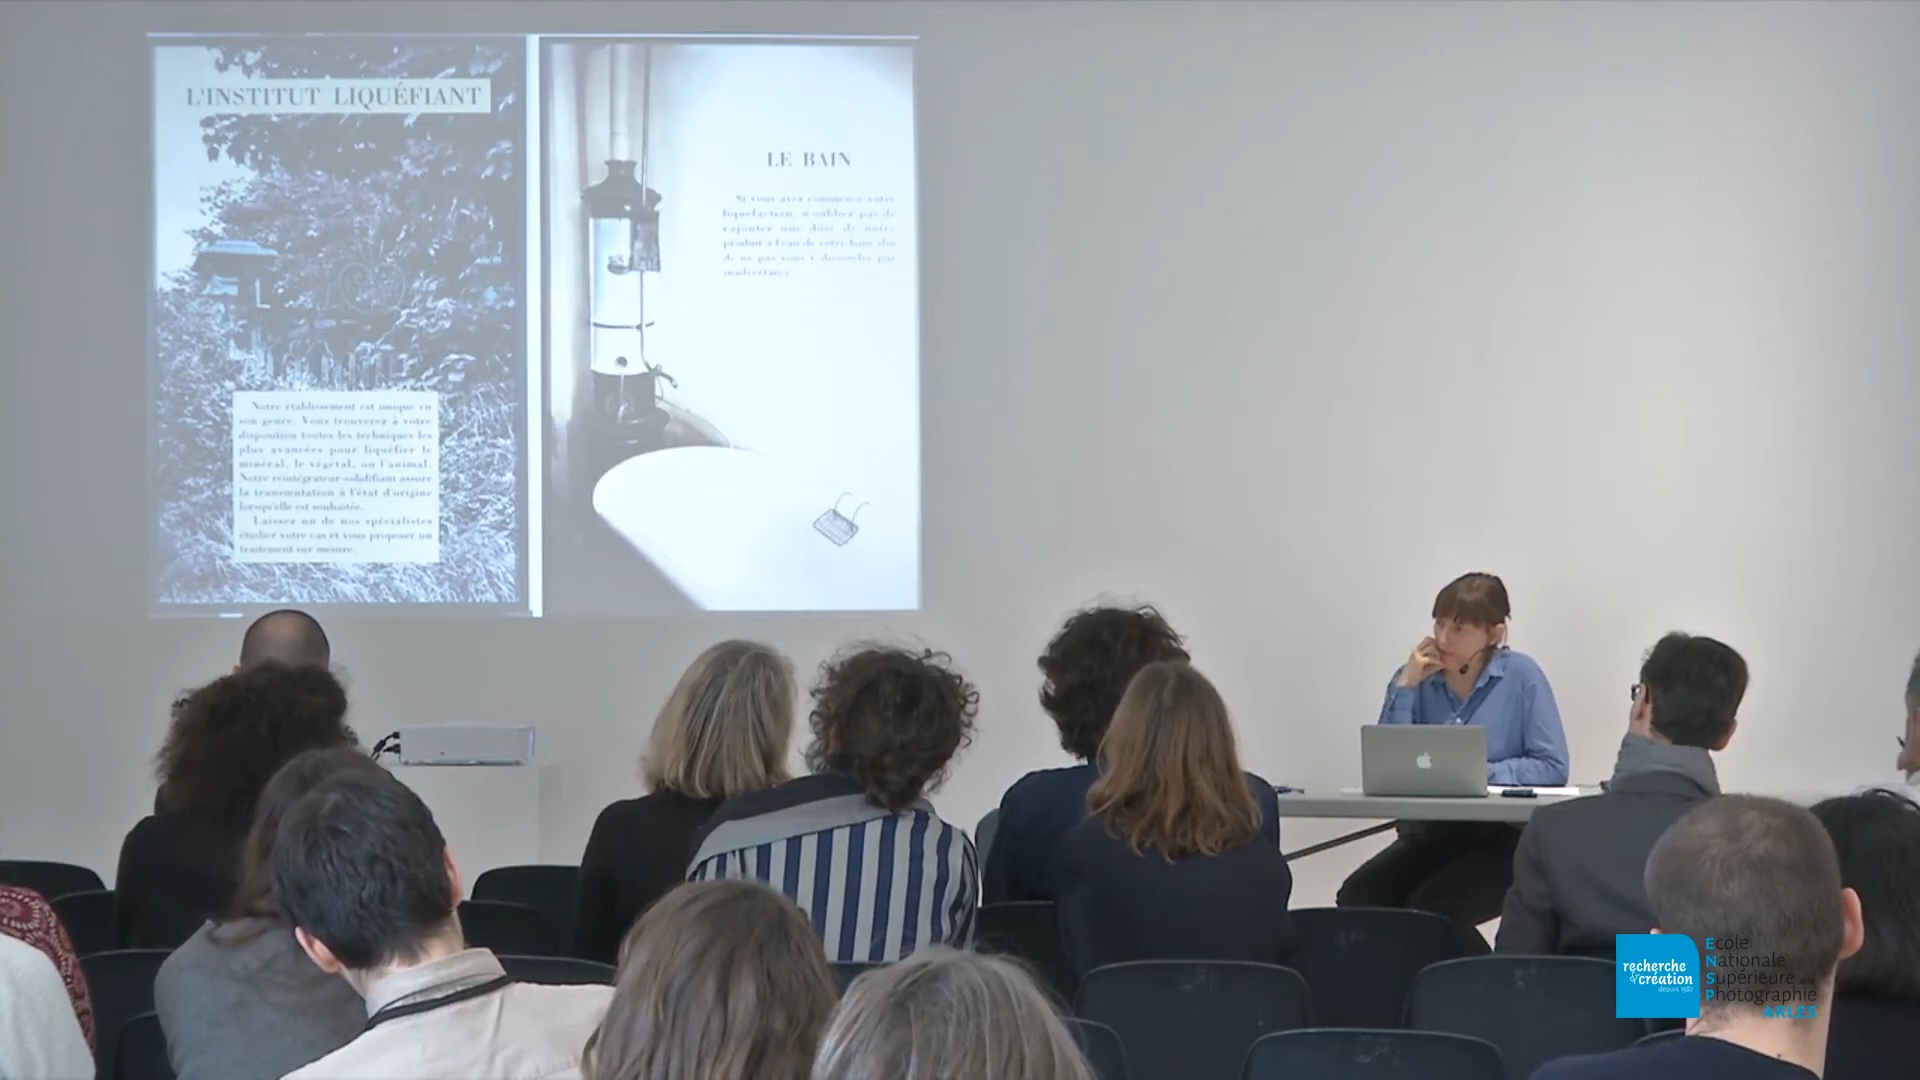 L'INSTITUT LIQUÉFIANT
Notre établissement est unique en
son genre. Vous trouverez à votre
disposition toutes les techniques les
plus avancées pour liquéfier le
minéral, le végétal, ou l'animal.
Notre réintégrateur-solidifiant assure
la transmutation à l'état d'origine
lorsqu'elle est souhaitée.
Laissez un de nos spécialistes
étudier votre cas et vous proposer un
traitement sur mesure.
LE BAIN
Si vous avez commencé votre
liquéfaction, n'oubliez pas de
rajouter une dose de notre
produit à l'eau de votre bain afin
de ne pas vous y dissoudre par
inadvertance.
recherche
& création
depuis 1982
Ecole
Nationale
Supérieure
Photographie
ARLES